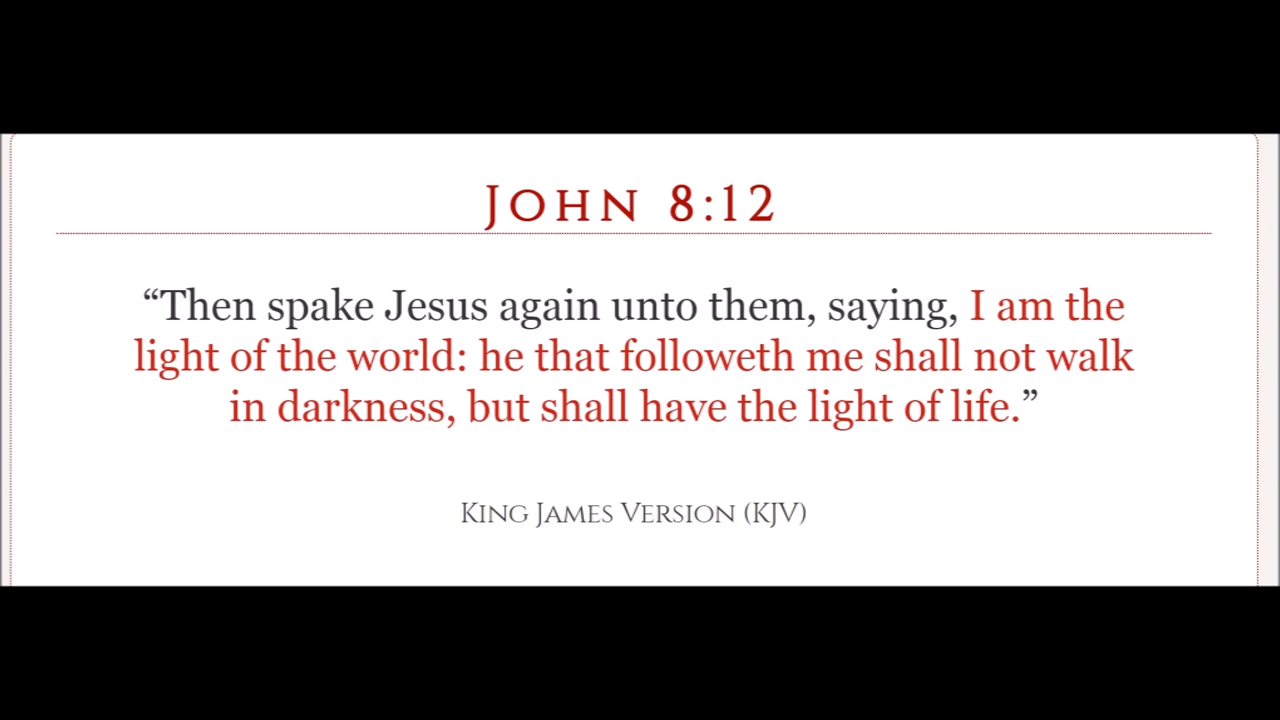 John 8:12
“Then spake Jesus again unto them, saying, I am the
light of the world: he that followeth me shall not walk
in darkness, but shall have the light of life.”
King James Version (KJV)